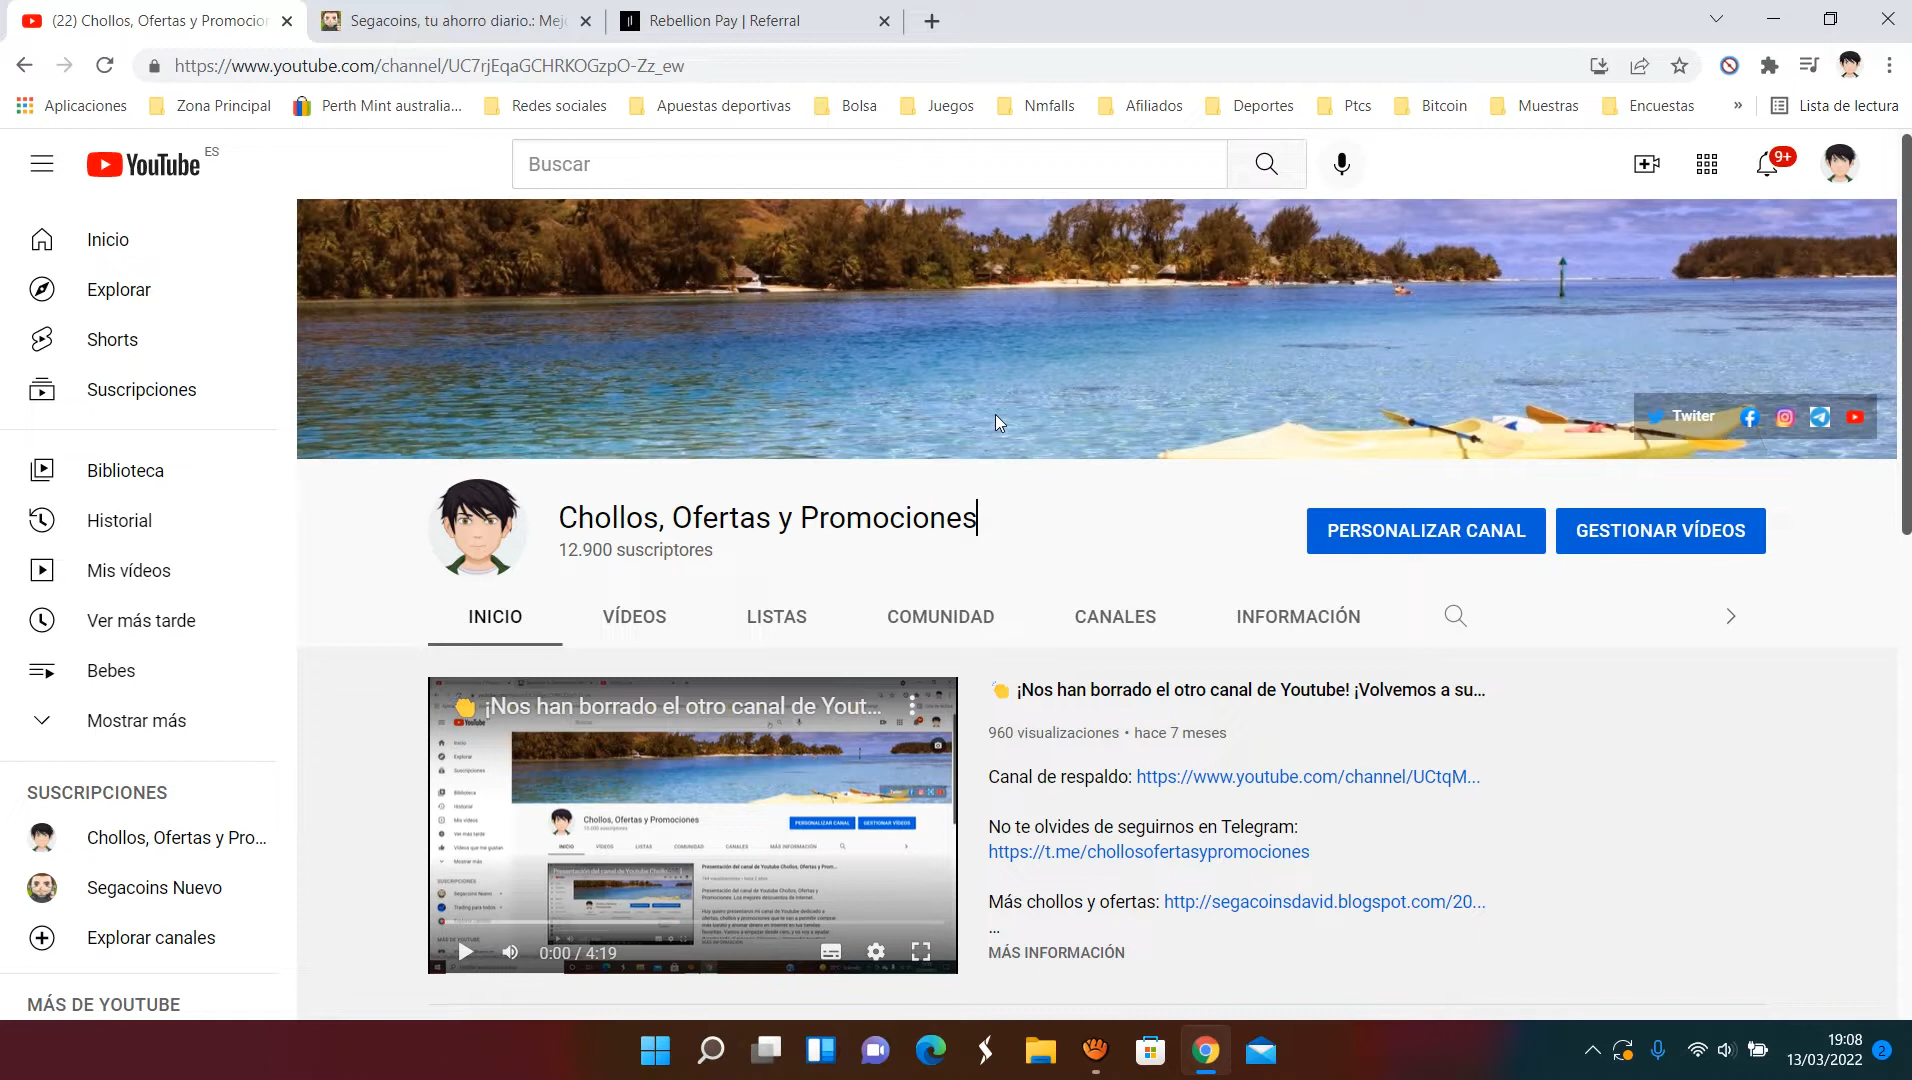 (22) Chollos, Ofertas y Promocion
Segacoins, tu ahorro diario.: Mej
Rebellion Pay | Referral
https://www.youtube.com/channel/UC7rjEqaGCHRKOGzpO-Zz_ew
Aplicaciones
Zona Principal
Perth Mint australia...
Redes sociales
Apuestas deportivas
Bolsa
Juegos
Nmfalls
Afiliados
Deportes
Ptcs
Bitcoin
Muestras
Encuestas
»
Lista de lectura
YouTube ES
Buscar
9+
Inicio
Explorar
Shorts
Suscripciones
Biblioteca
Historial
Mis vídeos
Ver más tarde
Bebes
Mostrar más
SUSCRIPCIONES
Chollos, Ofertas y Pro...
Segacoins Nuevo
Explorar canales
MÁS DE YOUTUBE
Twiter
Chollos, Ofertas y Promociones
12.900 suscriptores
PERSONALIZAR CANAL
GESTIONAR VÍDEOS
INICIO
VÍDEOS
LISTAS
COMUNIDAD
CANALES
INFORMACIÓN
¡Nos han borrado el otro canal de Yout...
Chollos, Ofertas y Promociones
PERSONALIZAR CANAL
GESTIONAR VÍDEOS
0:00 / 4:19
¡Nos han borrado el otro canal de Youtube! ¡Volvemos a su...
960 visualizaciones • hace 7 meses
Canal de respaldo: https://www.youtube.com/channel/UCtqM...
No te olvides de seguirnos en Telegram:
https://t.me/chollosofertasypromociones
Más chollos y ofertas: http://segacoinsdavid.blogspot.com/20...
...
MÁS INFORMACIÓN
19:08
13/03/2022
2